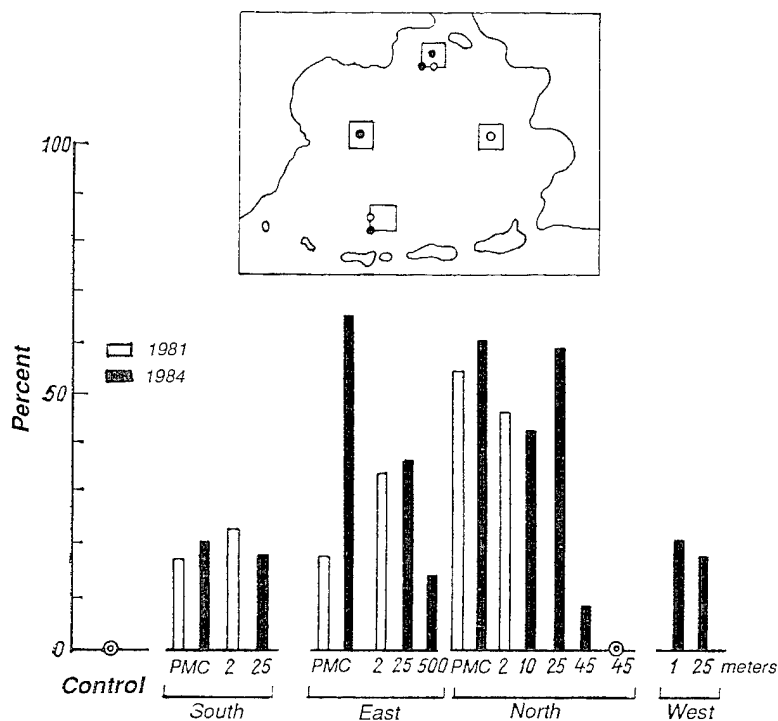 100
50
0
Percent
1981
1984
Control
PMC 2 25
PMC 2 25 500
PMC 2 10 25 45 45
1 25 meters
South
East
North
West